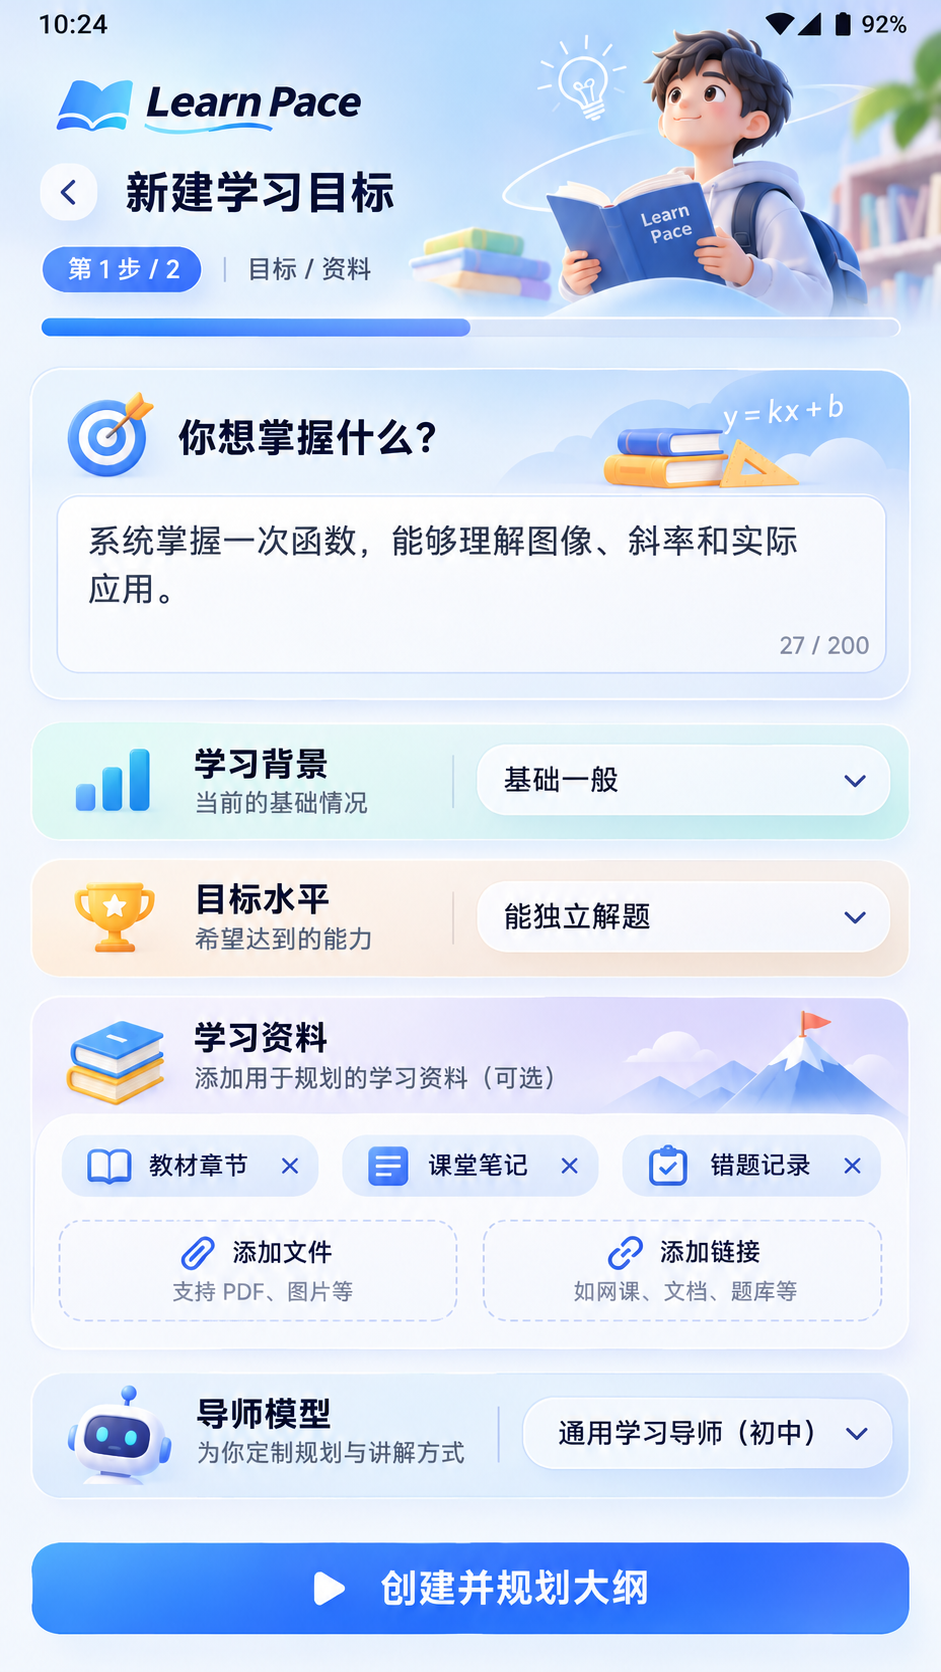 10:24
92%
Learn Pace
Learn
Pace
新建学习目标
第 1 步 / 2
目标 / 资料
你想掌握什么？
y = kx + b
系统掌握一次函数，能够理解图像、斜率和实际
应用。
27 / 200
学习背景
当前的基础情况
基础一般
目标水平
希望达到的能力
能独立解题
学习资料
添加用于规划的学习资料（可选）
教材章节
课堂笔记
错题记录
添加文件
支持 PDF、图片等
添加链接
如网课、文档、题库等
导师模型
为你定制规划与讲解方式
通用学习导师（初中）
创建并规划大纲